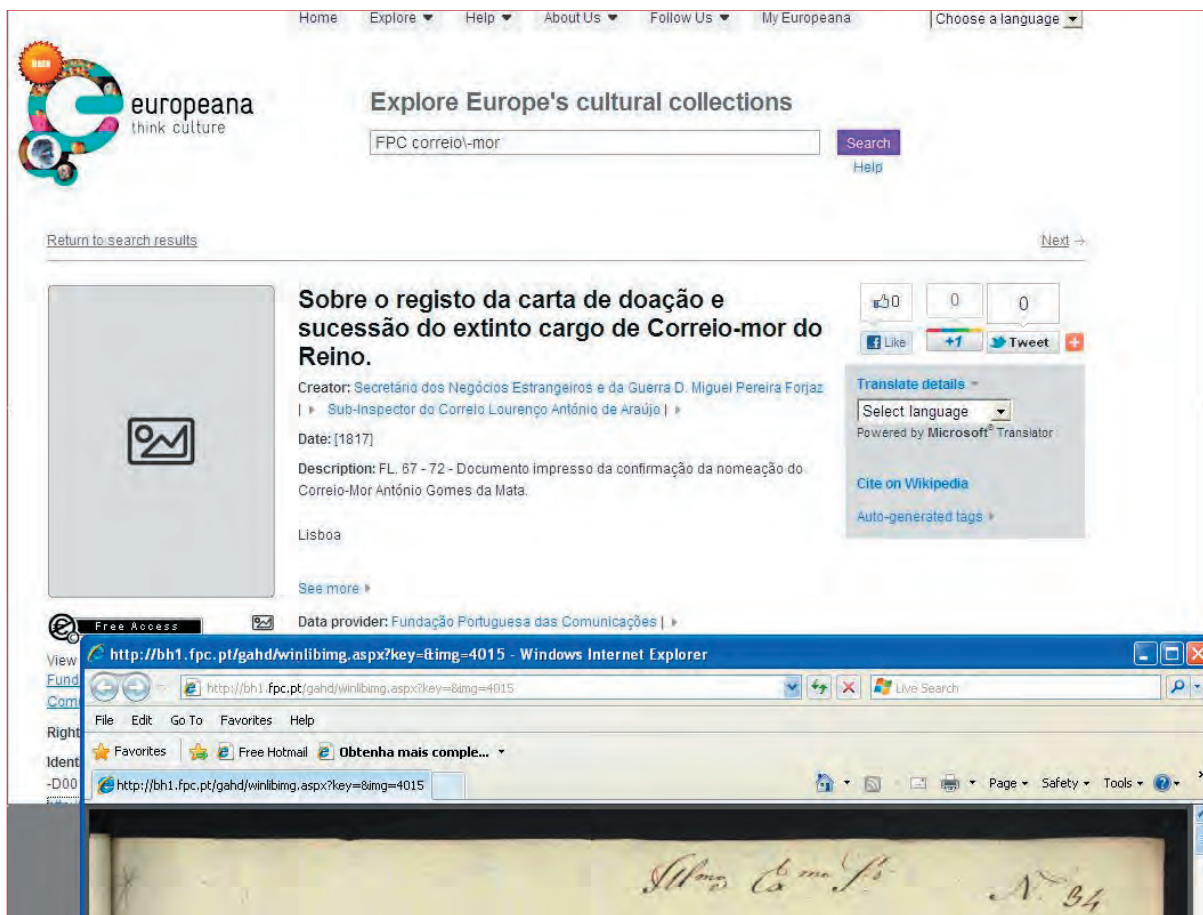 Home Explore ▼ Help ▼ About Us ▼ Follow Us ▼ My Europeana Choose a language
europeana
think culture
Explore Europe's cultural collections
FPC correio\-mor Search
Help
Return to search results Next →
Sobre o registo da carta de doação e
sucessão do extinto cargo de Correio-mor do
Reino.
Creator: Secretário dos Negócios Estrangeiros e da Guerra D. Miguel Pereira Forjaz
| Sub-Inspector do Correio Lourenço António de Araújo |
Date: [1817]
Description: FL. 67 - 72 - Documento impresso da confirmação da nomeação do
Correio-Mor António Gomes da Mata.
Lisboa
See more
Data provider: Fundação Portuguesa das Comunicações |
0 0 0
Like +1 Tweet
Translate details
Select language
Powered by Microsoft® Translator
Cite on Wikipedia
Auto-generated tags
Free Access
View
Fund
Com
Right
Ident
-D00
http://bh1.fpc.pt/gahd/winlibimg.aspx?key=&img=4015 - Windows Internet Explorer
http://bh1.fpc.pt/gahd/winlibimg.aspx?key=&img=4015 Live Search
File Edit Go To Favorites Help
Favorites Free Hotmail Obtenha mais comple...
http://bh1.fpc.pt/gahd/winlibimg.aspx?key=&img=4015 Page Safety Tools
N. 34